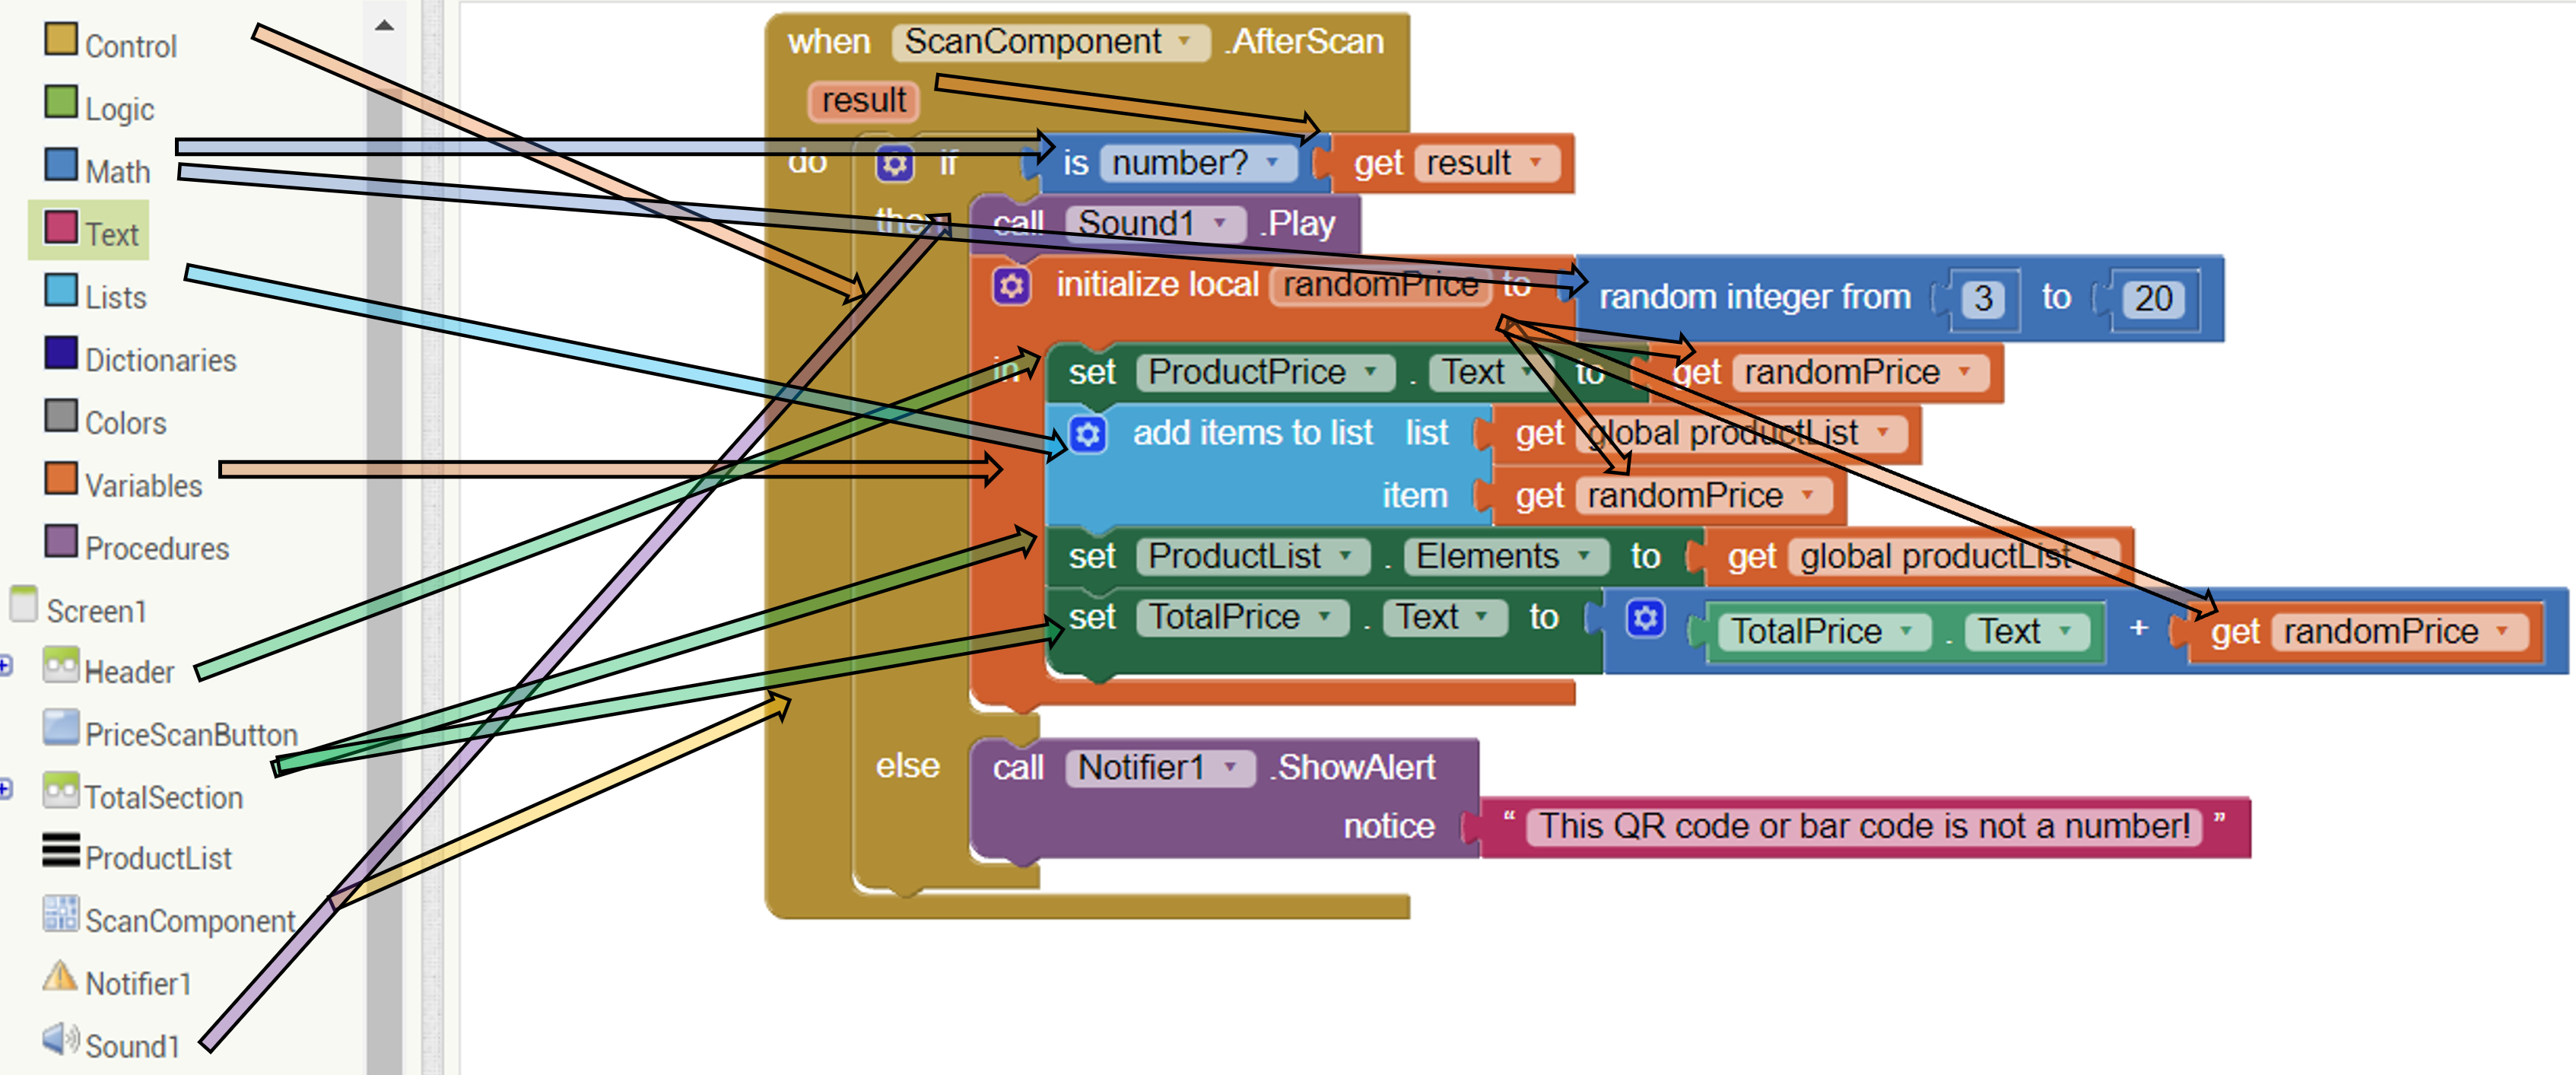 Control
Logic
Math
Text
Lists
Dictionaries
Colors
Variables
Procedures
Screen1
Header
PriceScanButton
TotalSection
ProductList
ScanComponent
Notifier1
Sound1
when ScanComponent .AfterScan
result
do if is number? get result
then call Sound1 .Play
initialize local randomPrice to random integer from 3 to 20
in set ProductPrice . Text to get randomPrice
add items to list list get global productList
item get randomPrice
set ProductList . Elements to get global productList
set TotalPrice . Text to TotalPrice . Text + get randomPrice
else call Notifier1 .ShowAlert
notice “ This QR code or bar code is not a number! ”